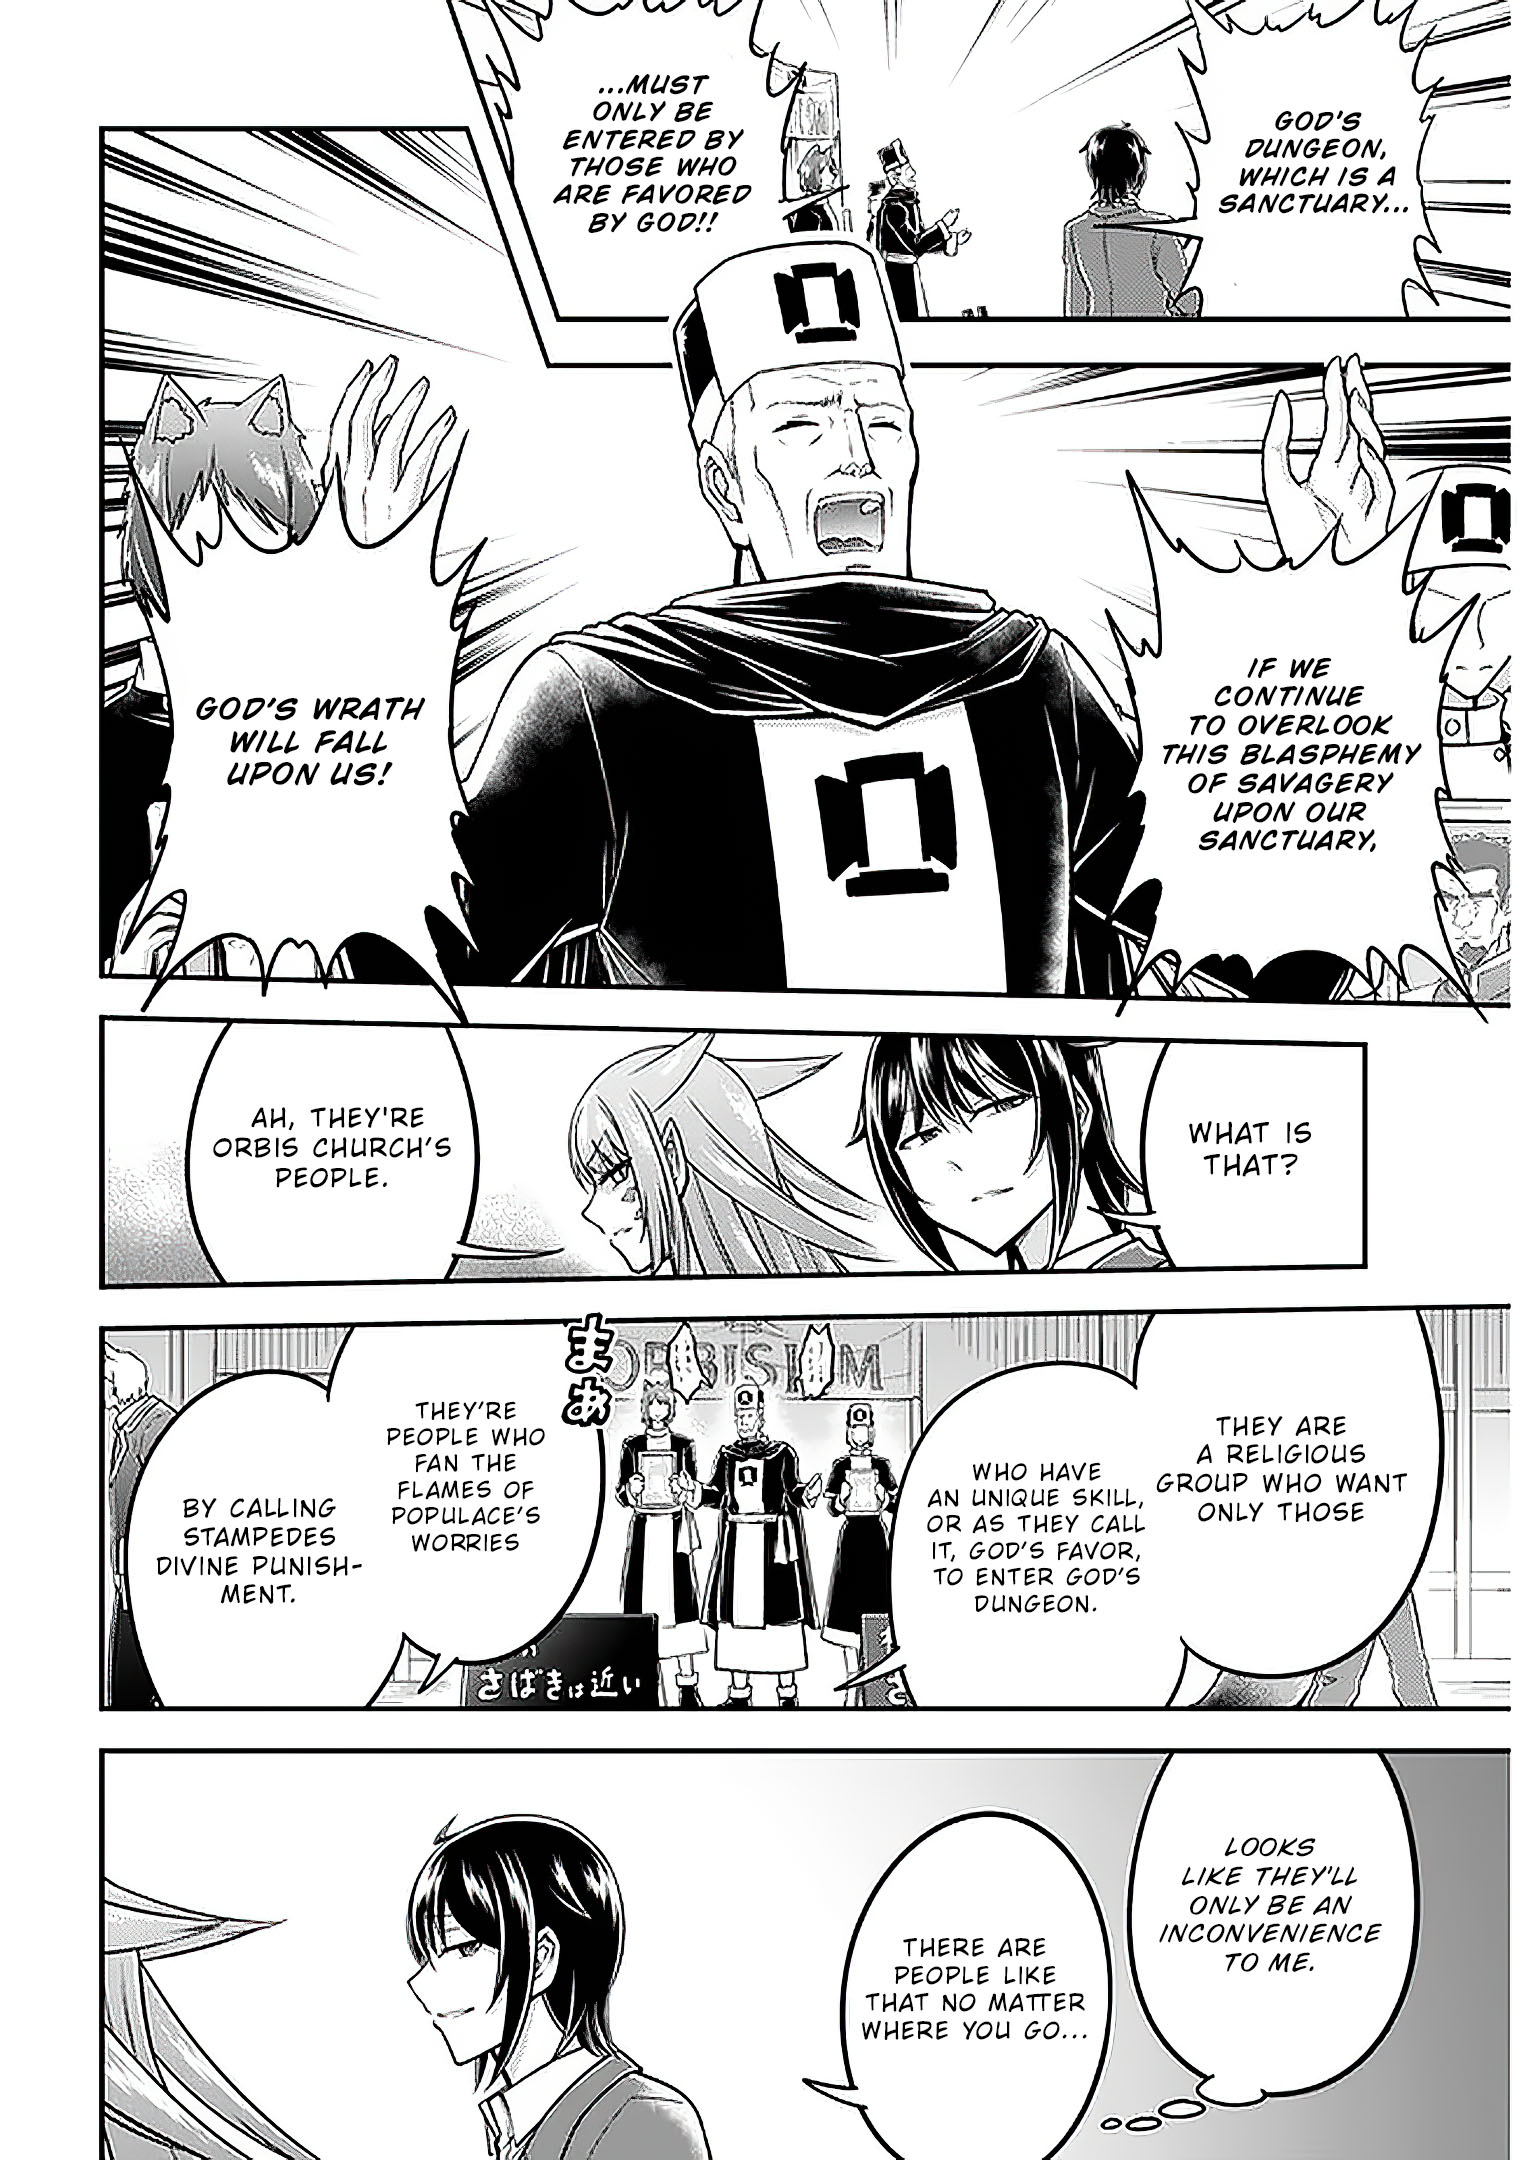 GOD'S
DUNGEON,
WHICH IS A
SANCTUARY...
...MUST
ONLY BE
ENTERED BY
THOSE WHO
ARE FAVORED
BY GOD!!
IF WE
CONTINUE
TO OVERLOOK
THIS BLASPHEMY
OF SAVAGERY
UPON OUR
SANCTUARY,
GOD'S WRATH
WILL FALL
UPON US!
WHAT IS
THAT?
AH, THEY'RE
ORBIS CHURCH'S
PEOPLE.
THEY ARE
A RELIGIOUS
GROUP WHO WANT
ONLY THOSE
WHO HAVE
AN UNIQUE SKILL,
OR AS THEY CALL
IT, GOD'S FAVOR,
TO ENTER GOD'S
DUNGEON.
まぁ
THEY'RE
PEOPLE WHO
FAN THE
FLAMES OF
POPULACE'S
WORRIES
さばきは近い
BY CALLING
STAMPEDES
DIVINE PUNISH-
MENT.
LOOKS
LIKE THEY'LL
ONLY BE AN
INCONVENIENCE
TO ME.
THERE ARE
PEOPLE LIKE
THAT NO MATTER
WHERE YOU GO...